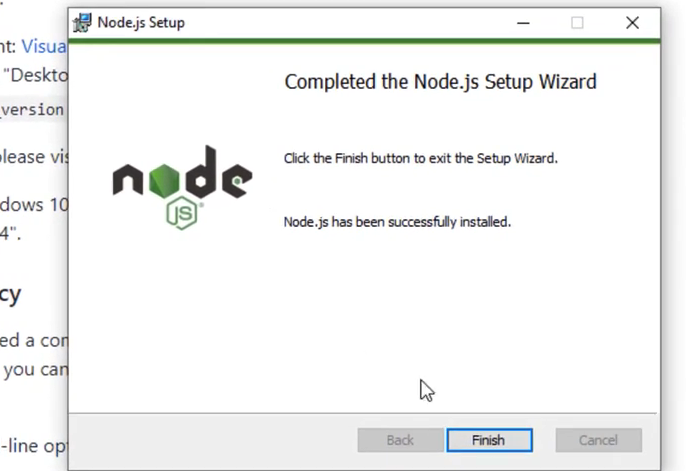 Node.js Setup
Completed the Node.js Setup Wizard
Click the Finish button to exit the Setup Wizard.
node
JS
Node.js has been successfully installed.
Back
Finish
Cancel
nt: Visua
"Deskto
_version
please vis
dows 10
4".
cy
ed a con
you can
-line opt